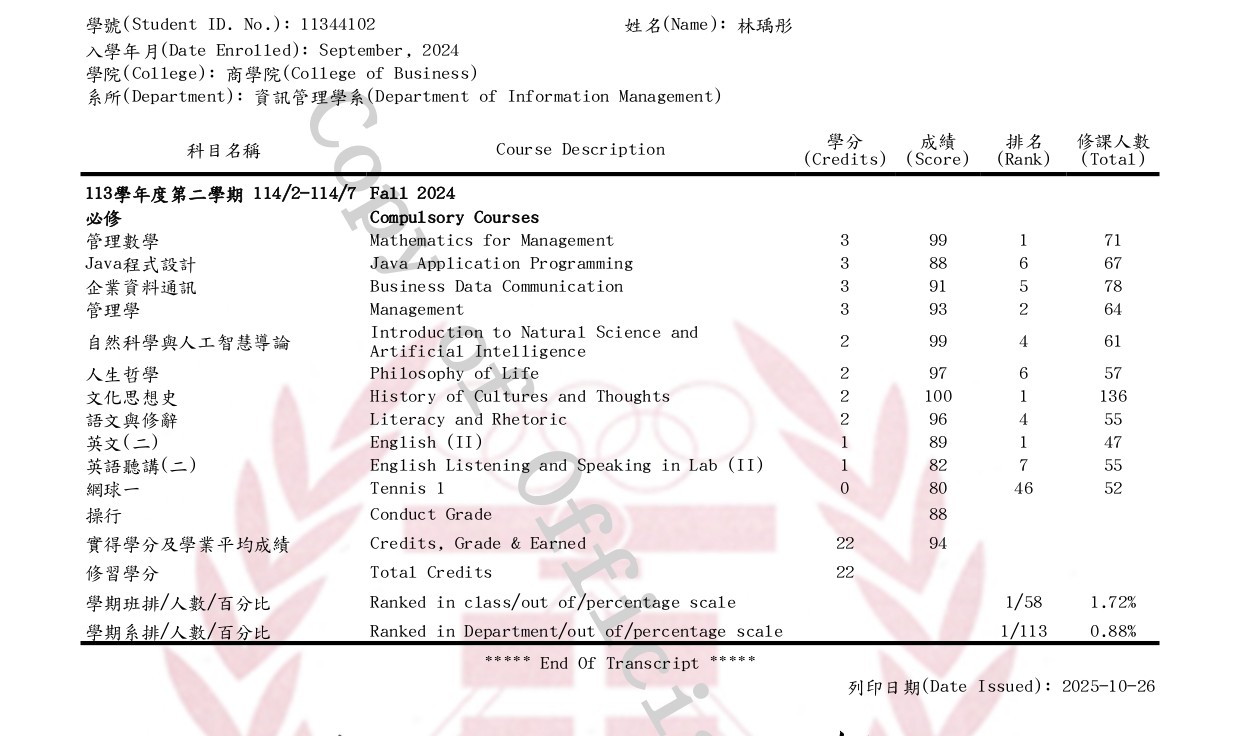 學號(Student ID. No.): 11344102 姓名(Name): 林瑀彤
入學年月(Date Enrolled): September, 2024
學院(College): 商學院(College of Business)
系所(Department): 資訊管理學系(Department of Information Management)
科目名稱 Course Description 學分 (Credits) 成績 (Score) 排名 (Rank) 修課人數 (Total)
113學年度第二學期 114/2-114/7 Fall 2024
必修 Compulsory Courses
管理數學 Mathematics for Management 3 99 1 71
Java程式設計 Java Application Programming 3 88 6 67
企業資料通訊 Business Data Communication 3 91 5 78
管理學 Management 3 93 2 64
自然科學與人工智慧導論 Introduction to Natural Science and Artificial Intelligence 2 99 4 61
人生哲學 Philosophy of Life 2 97 6 57
文化思想史 History of Cultures and Thoughts 2 100 1 136
語文與修辭 Literacy and Rhetoric 2 96 4 55
英文(二) English (II) 1 89 1 47
英語聽講(二) English Listening and Speaking in Lab (II) 1 82 7 55
網球一 Tennis 1 0 80 46 52
操行 Conduct Grade 88
實得學分及學業平均成績 Credits, Grade & Earned 22 94
修習學分 Total Credits 22
學期班排/人數/百分比 Ranked in class/out of/percentage scale 1/58 1.72%
學期系排/人數/百分比 Ranked in Department/out of/percentage scale 1/113 0.88%
***** End Of Transcript *****
列印日期(Date Issued): 2025-10-26
Copy of Offici